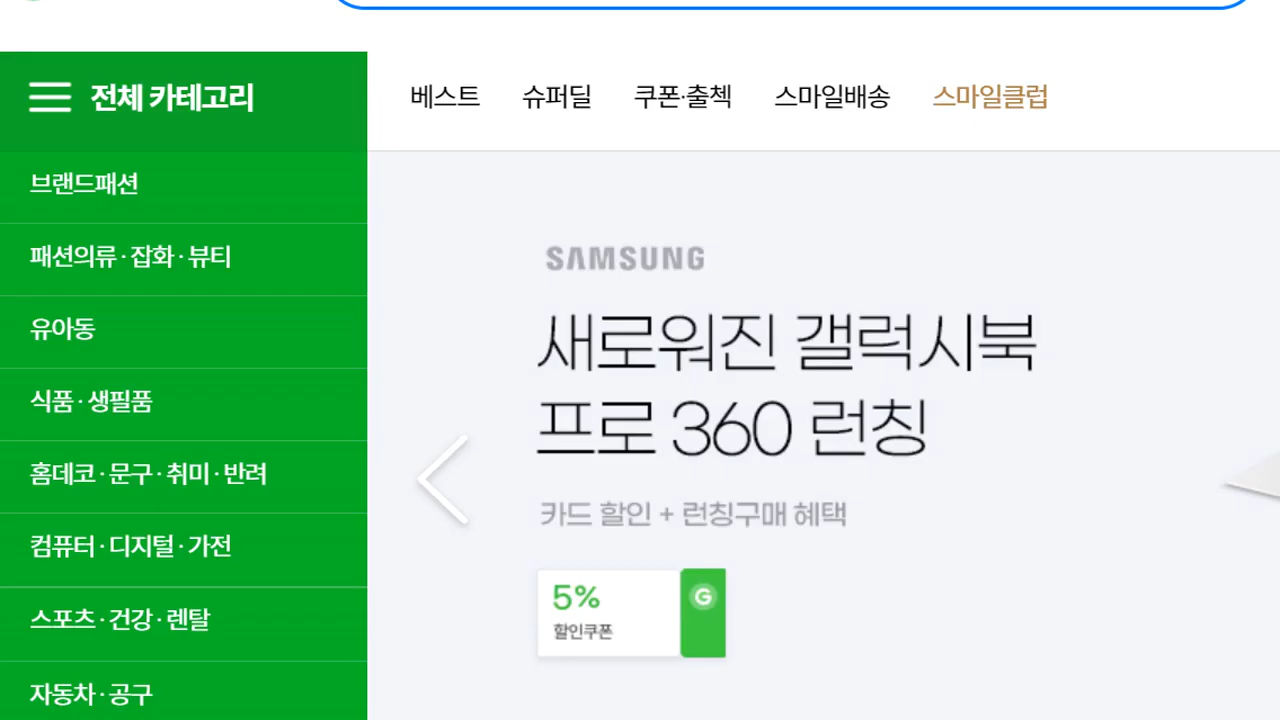 전체 카테고리
베스트 슈퍼딜 쿠폰·출첵 스마일배송 스마일클럽
브랜드패션
패션의류·잡화·뷰티
유아동
식품·생필품
홈데코·문구·취미·반려
컴퓨터·디지털·가전
스포츠·건강·렌탈
자동차·공구
SAMSUNG
새로워진 갤럭시북
프로 360 런칭
카드 할인 + 런칭구매 혜택
5%
할인쿠폰
G